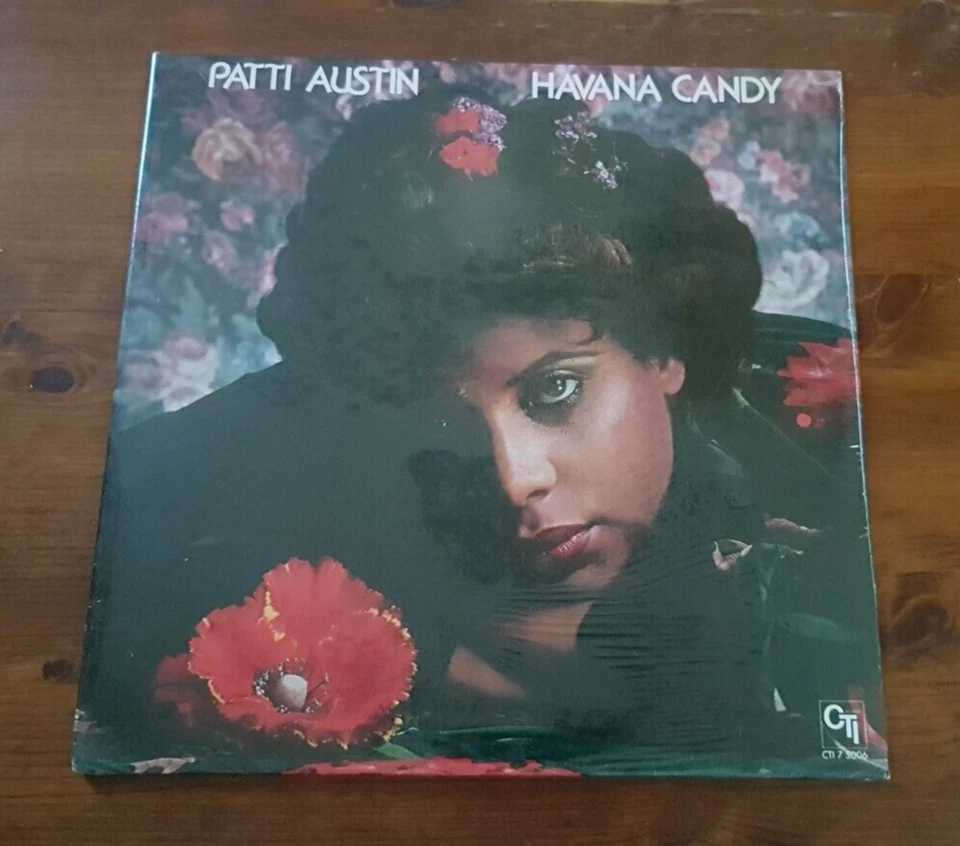 PATTI AUSTIN HAVANA CANDY
CTI
CTI 7 5006